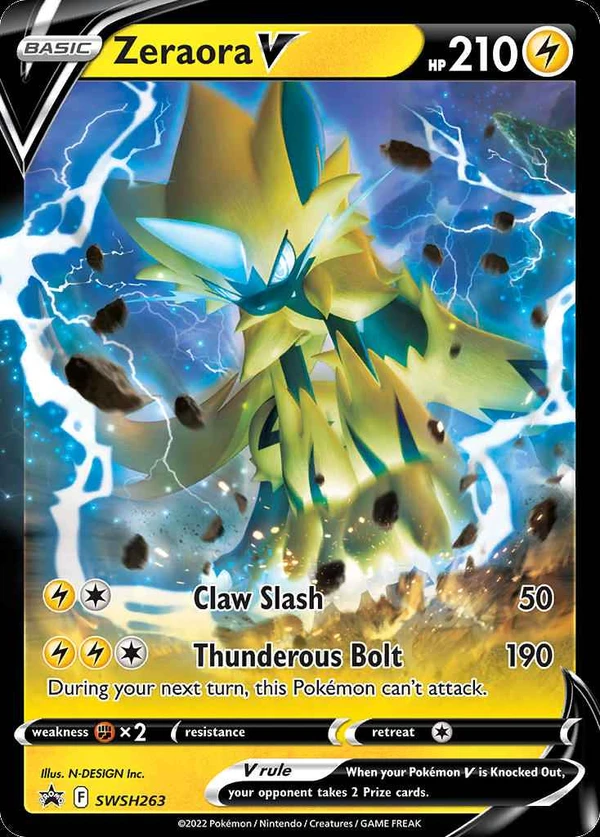 BASIC Zeraora V HP 210
Claw Slash 50
Thunderous Bolt 190
During your next turn, this Pokémon can't attack.
weakness ×2 resistance retreat
Illus. N-DESIGN Inc.
F SWSH263
V rule When your Pokémon V is Knocked Out,
your opponent takes 2 Prize cards.
©2022 Pokémon / Nintendo / Creatures / GAME FREAK